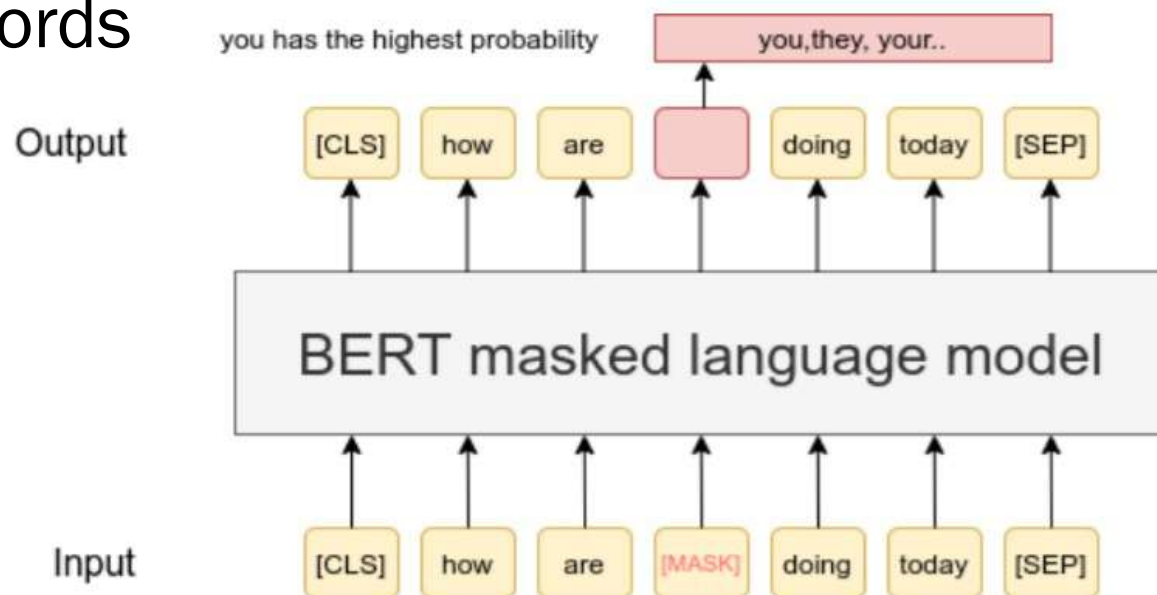 ords
you has the highest probability
you,they, your..
Output
[CLS] how are doing today [SEP]
BERT masked language model
Input
[CLS] how are [MASK] doing today [SEP]